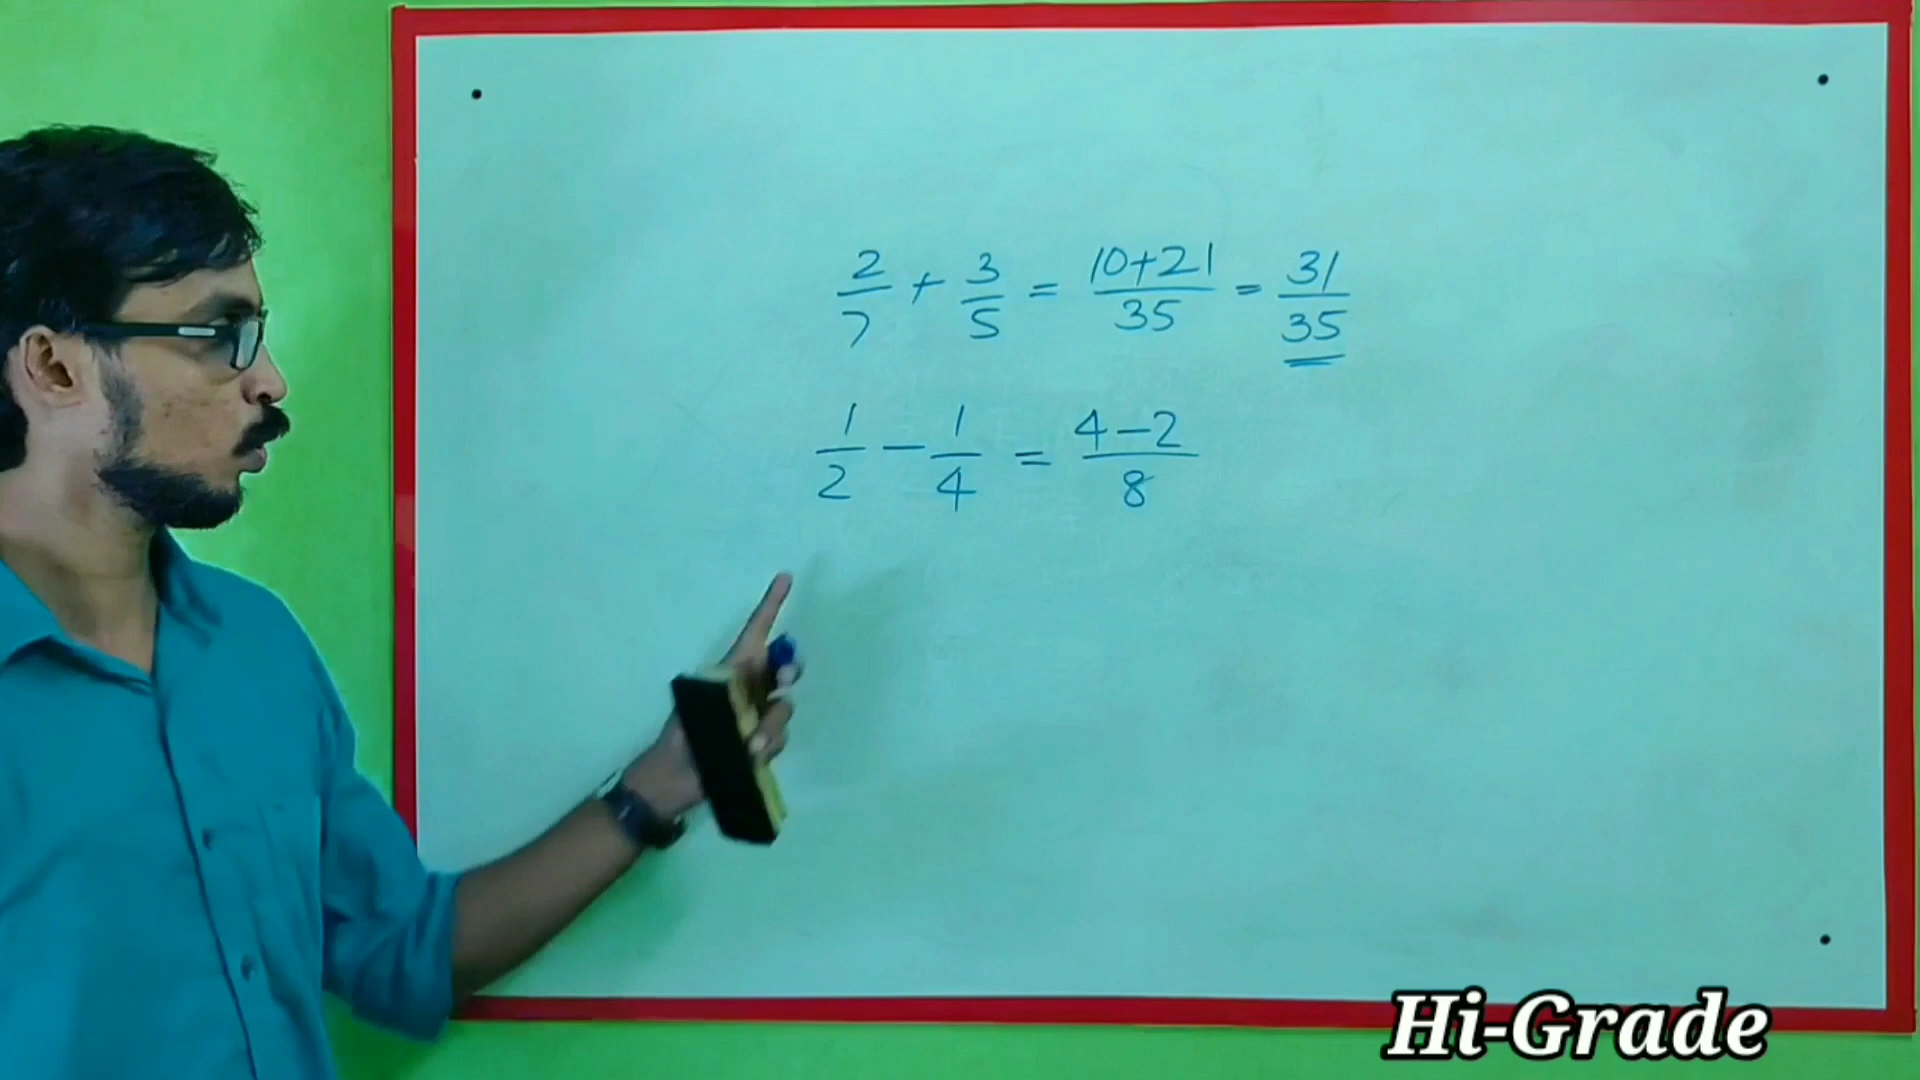 2/7 + 3/5 = 10+21/35 = 31/35
1/2 - 1/4 = 4-2/8
Hi-Grade